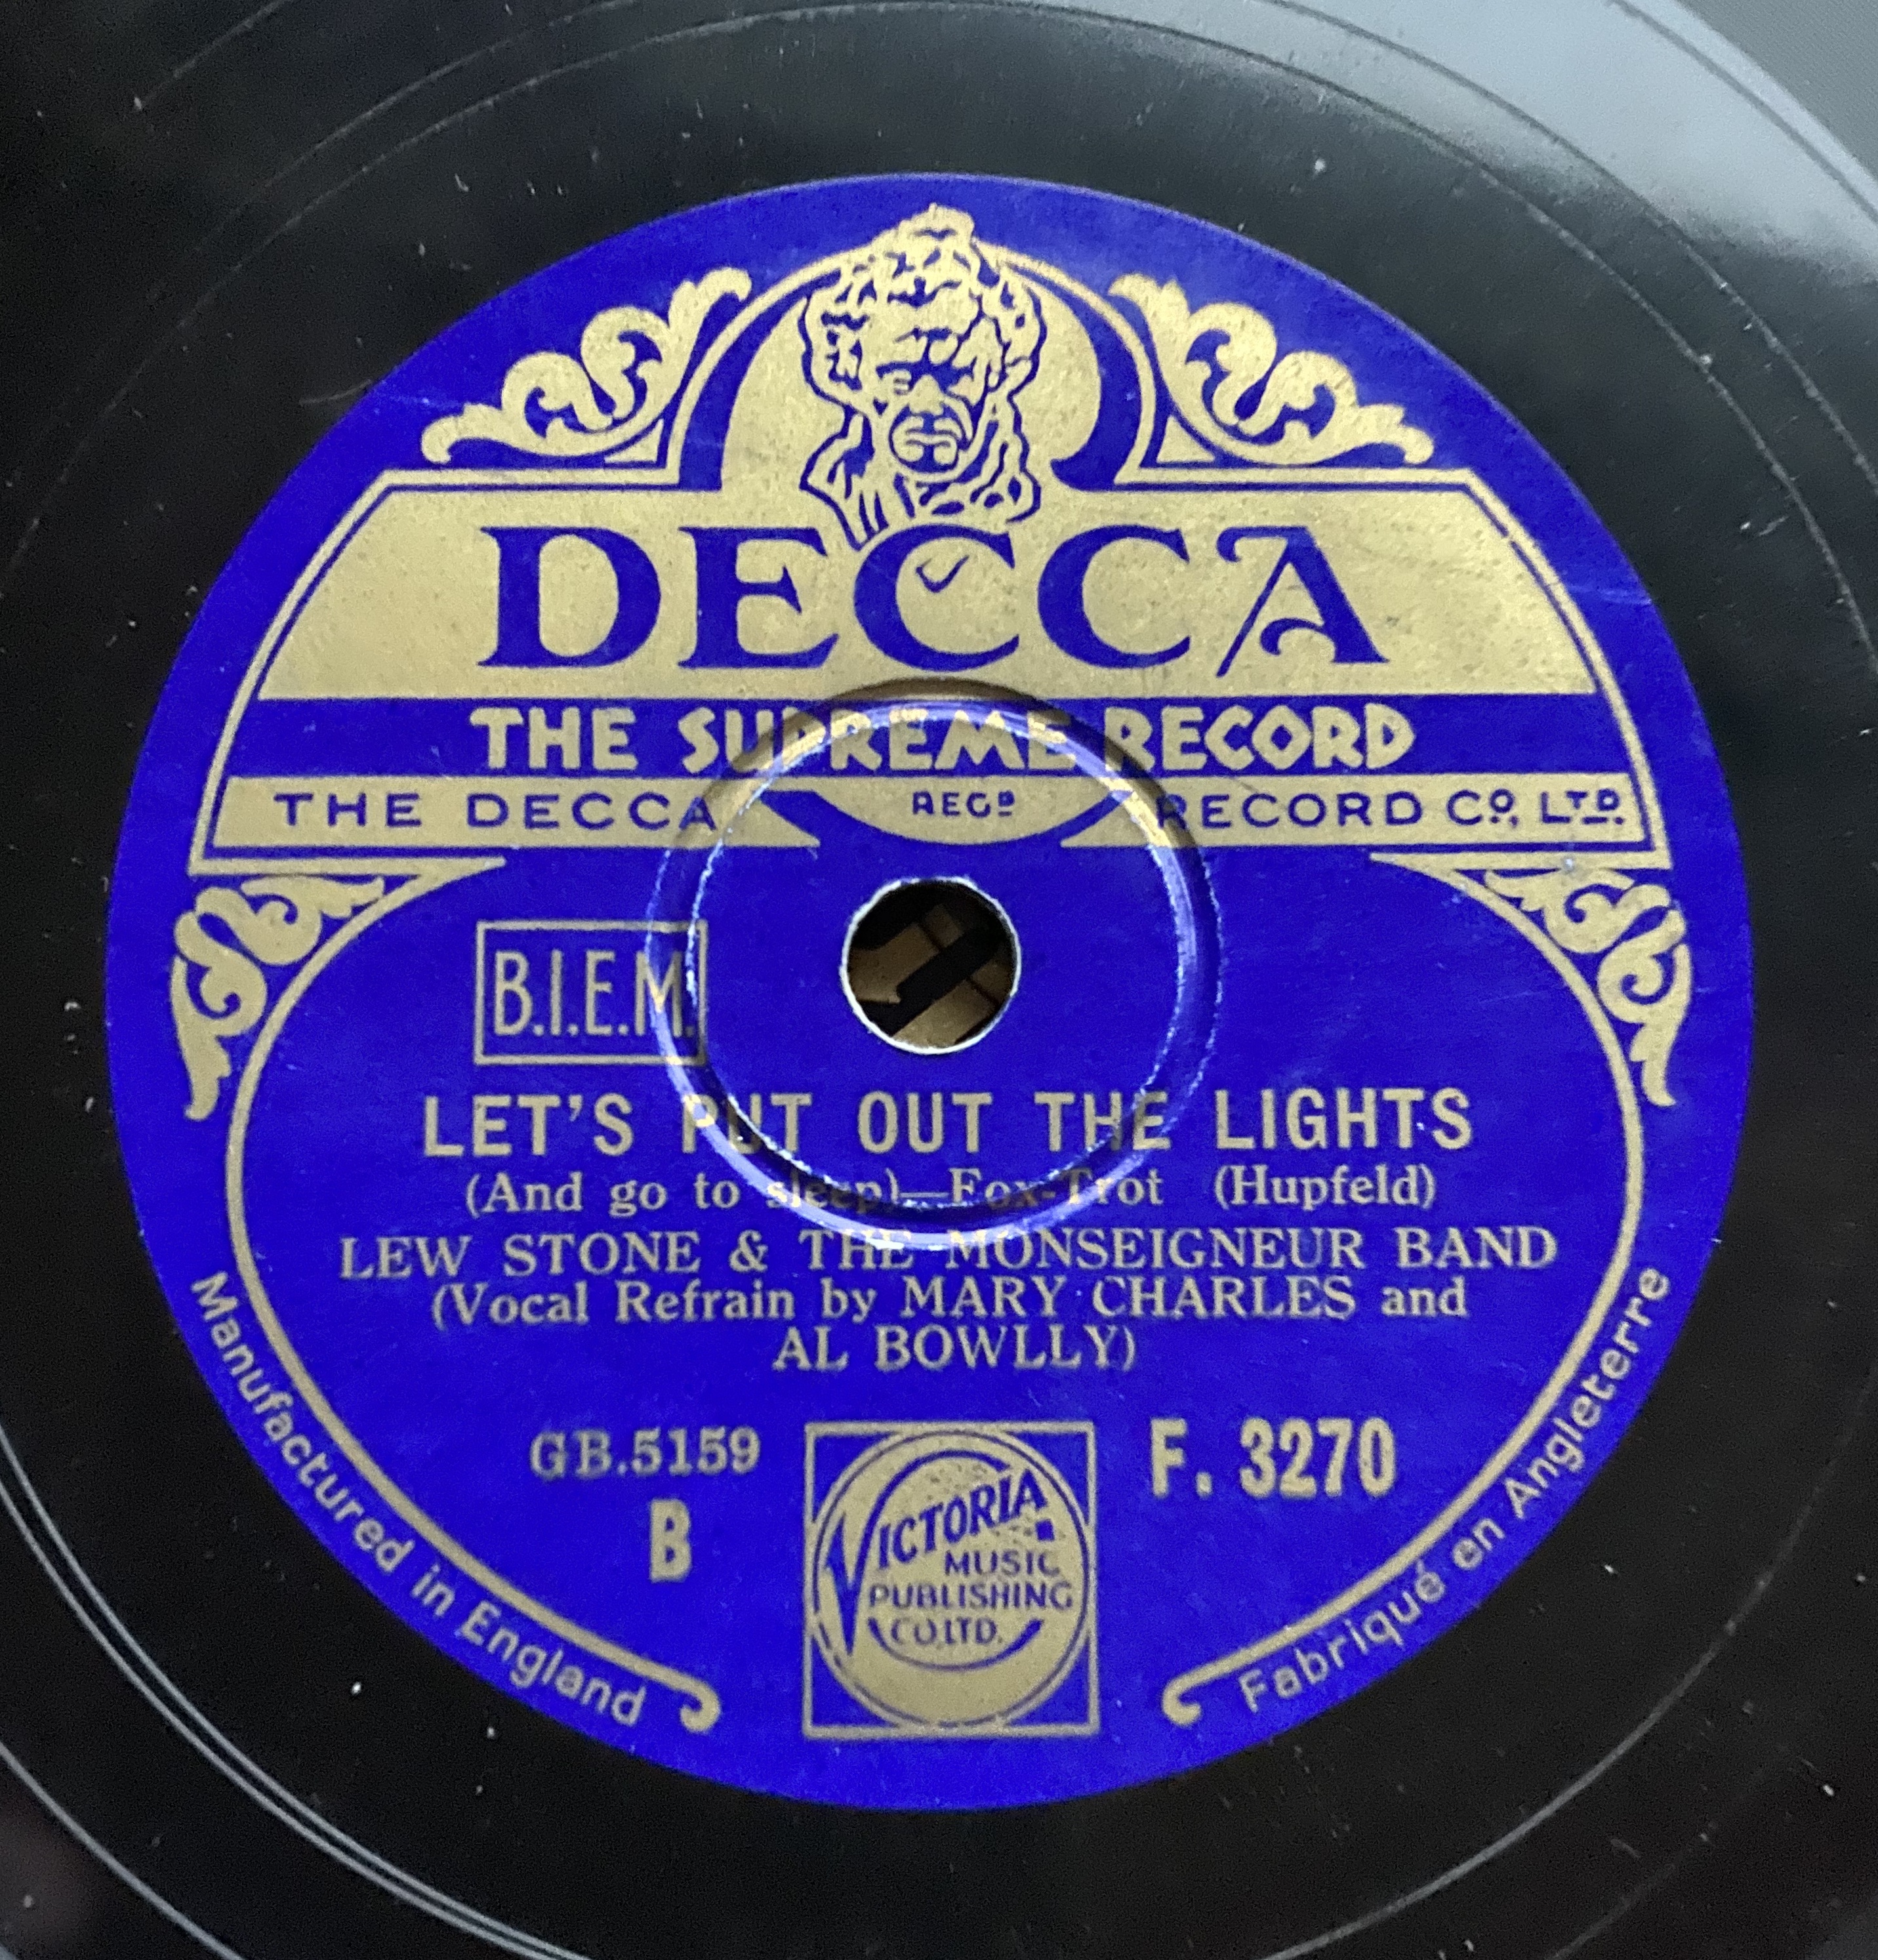 DECCA
THE SUPREME RECORD
THE DECCA REGD RECORD CO, LTD.
B.I.E.M.
LET'S PUT OUT THE LIGHTS
(And go to sleep)—Fox-Trot (Hupfeld)
LEW STONE & THE MONSEIGNEUR BAND
(Vocal Refrain by MARY CHARLES and
AL BOWLLY)
GB.5159
F. 3270
B
VICTORIA
MUSIC
PUBLISHING
CO.LTD.
Manufactured in England
Fabriqué en Angleterre